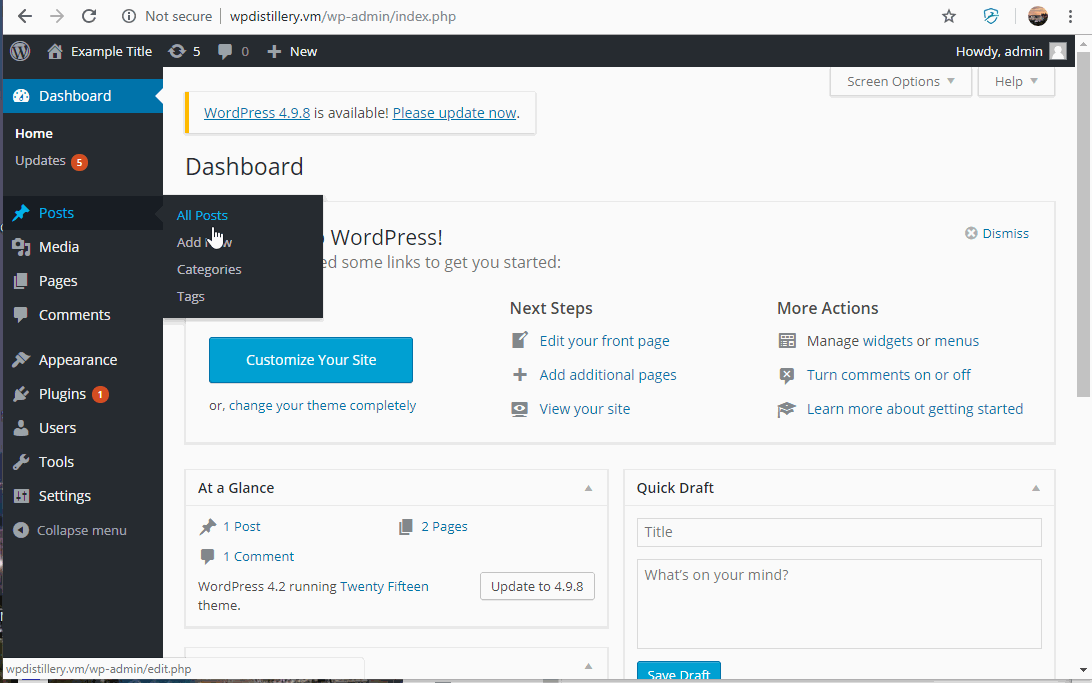 Not secure | wpdistillery.vm/wp-admin/index.php
Example Title 5 0 New Howdy, admin
Dashboard
Home
Updates 5
Posts
Media
Pages
Comments
Appearance
Plugins 1
Users
Tools
Settings
Collapse menu
All Posts
Add
Categories
Tags
Screen Options Help
WordPress 4.9.8 is available! Please update now.
Dashboard
WordPress!
some links to get you started:
Dismiss
Customize Your Site
or, change your theme completely
Next Steps
Edit your front page
Add additional pages
View your site
More Actions
Manage widgets or menus
Turn comments on or off
Learn more about getting started
At a Glance
1 Post 2 Pages
1 Comment
WordPress 4.2 running Twenty Fifteen
theme.
Update to 4.9.8
Quick Draft
Title
What's on your mind?
Save Draft
wpdistillery.vm/wp-admin/edit.php